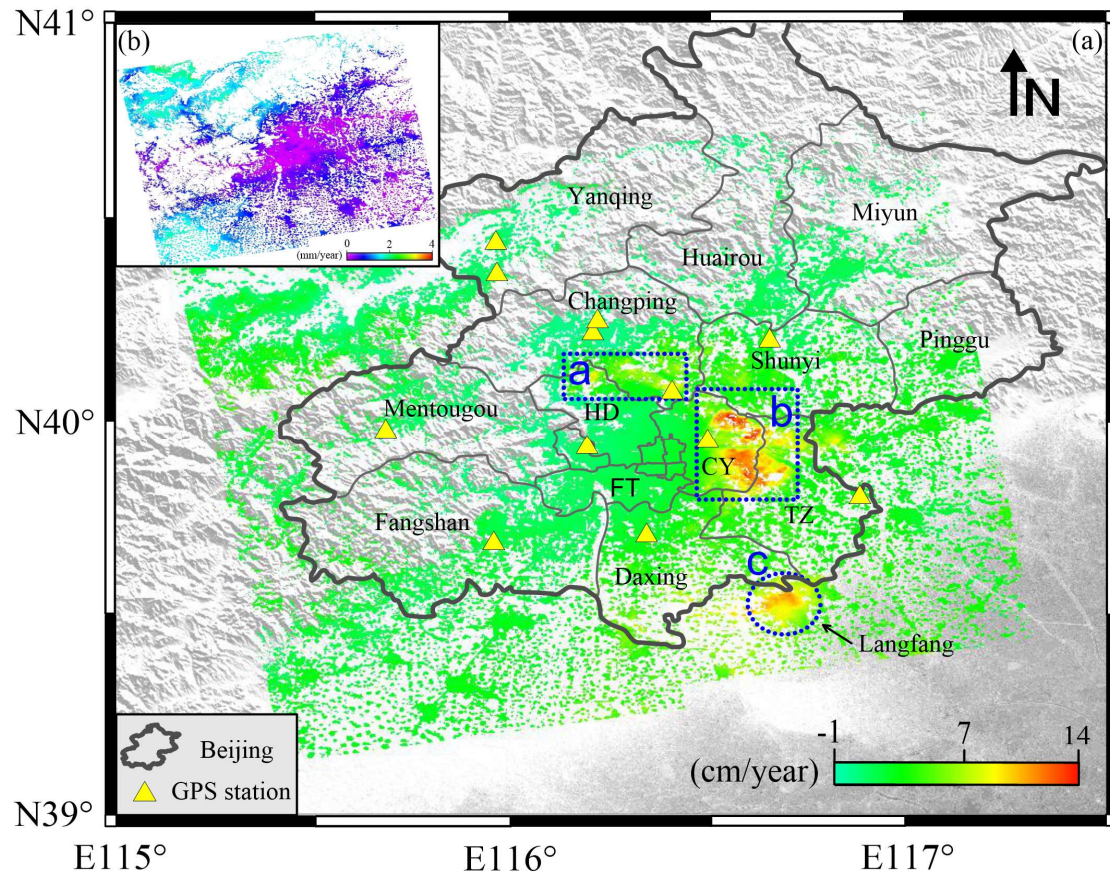 N41°
(b)
(a)
N
(mm/year)
0
2
4
Yanqing
Miyun
Huairou
Changping
Pinggu
Shunyi
a
b
N40°
Mentougou
HD
CY
FT
TZ
Fangshan
Daxing
c
Langfang
Beijing
GPS station
-1
7
14
(cm/year)
N39°
E115°
E116°
E117°